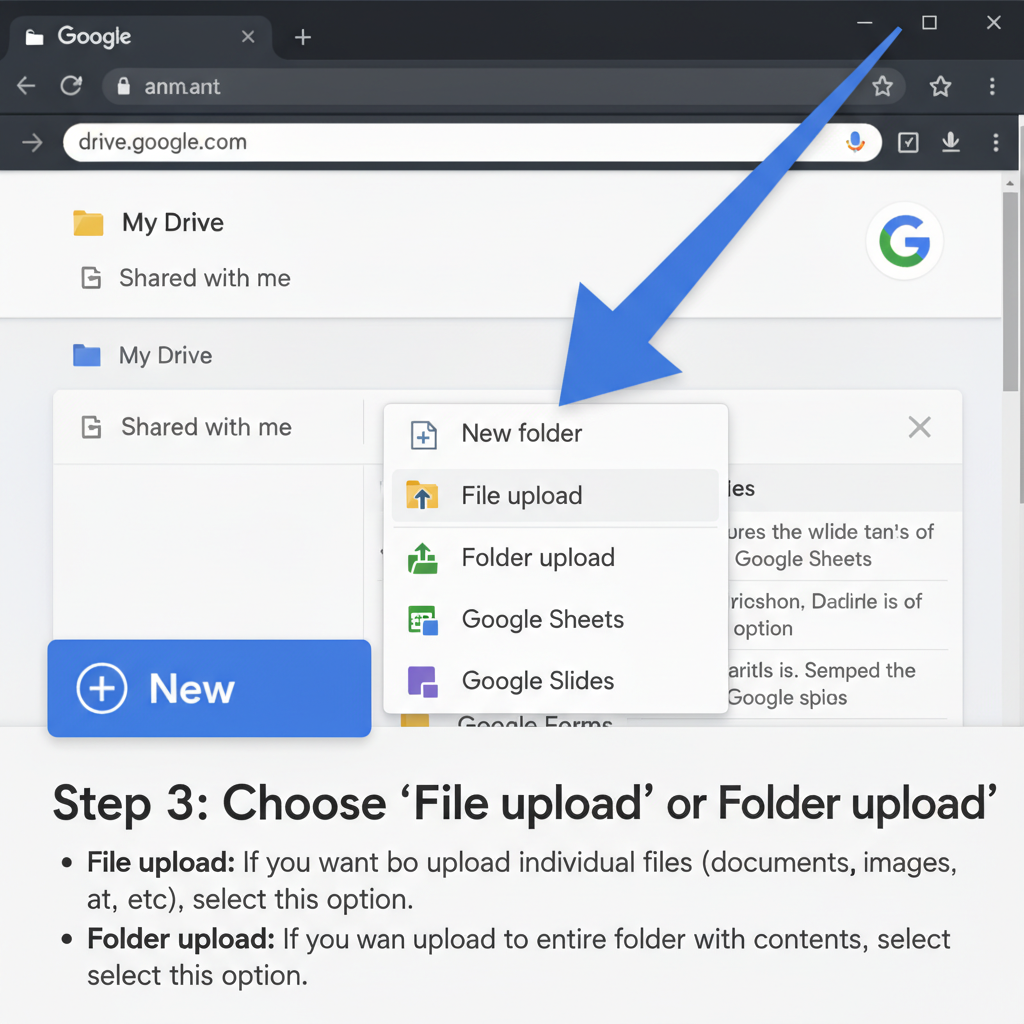 Google
anm.ant
drive.google.com
My Drive
Shared with me
My Drive
Shared with me
New folder
File upload
Folder upload
Google Sheets
Google Slides
Google Forms
ies
ures the wlide tan's of
Google Sheets
ricshon, Dadirle is of
option
aritls is. Semped the
Google spias
New
Step 3: Choose ‘File upload’ or Folder upload’
• File upload: If you want bo upload individual files (documents, images,
at, etc), select this option.
• Folder upload: If you wan upload to entire folder with contents, select
select this option.